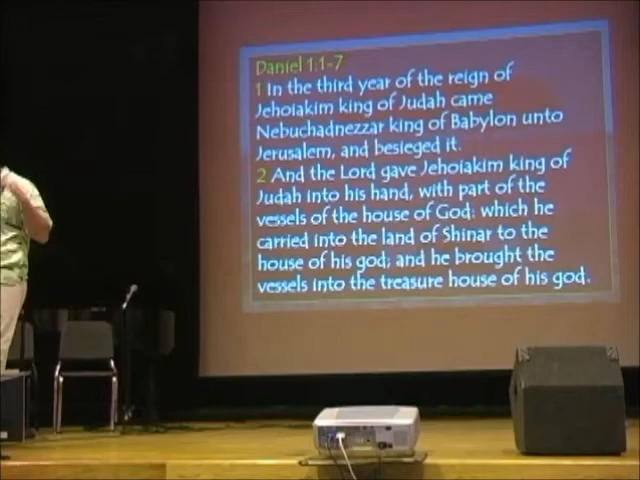 Daniel 1:1-7
1 In the third year of the reign of
Jehoiakim king of Judah came
Nebuchadnezzar king of Babylon unto
Jerusalem, and besieged it.
2 And the Lord gave Jehoiakim king of
Judah into his hand, with part of the
vessels of the house of God: which he
carried into the land of Shinar to the
house of his god; and he brought the
vessels into the treasure house of his god.